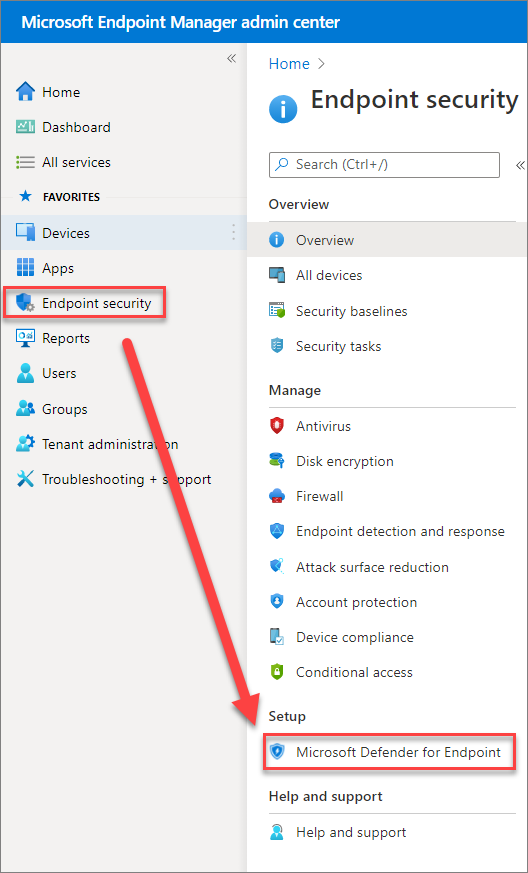 Microsoft Endpoint Manager admin center
«
Home
Dashboard
All services
FAVORITES
Devices
Apps
Endpoint security
Reports
Users
Groups
Tenant administration
Troubleshooting + support
Home >
Endpoint security
Search (Ctrl+/)
«
Overview
Overview
All devices
Security baselines
Security tasks
Manage
Antivirus
Disk encryption
Firewall
Endpoint detection and response
Attack surface reduction
Account protection
Device compliance
Conditional access
Setup
Microsoft Defender for Endpoint
Help and support
Help and support